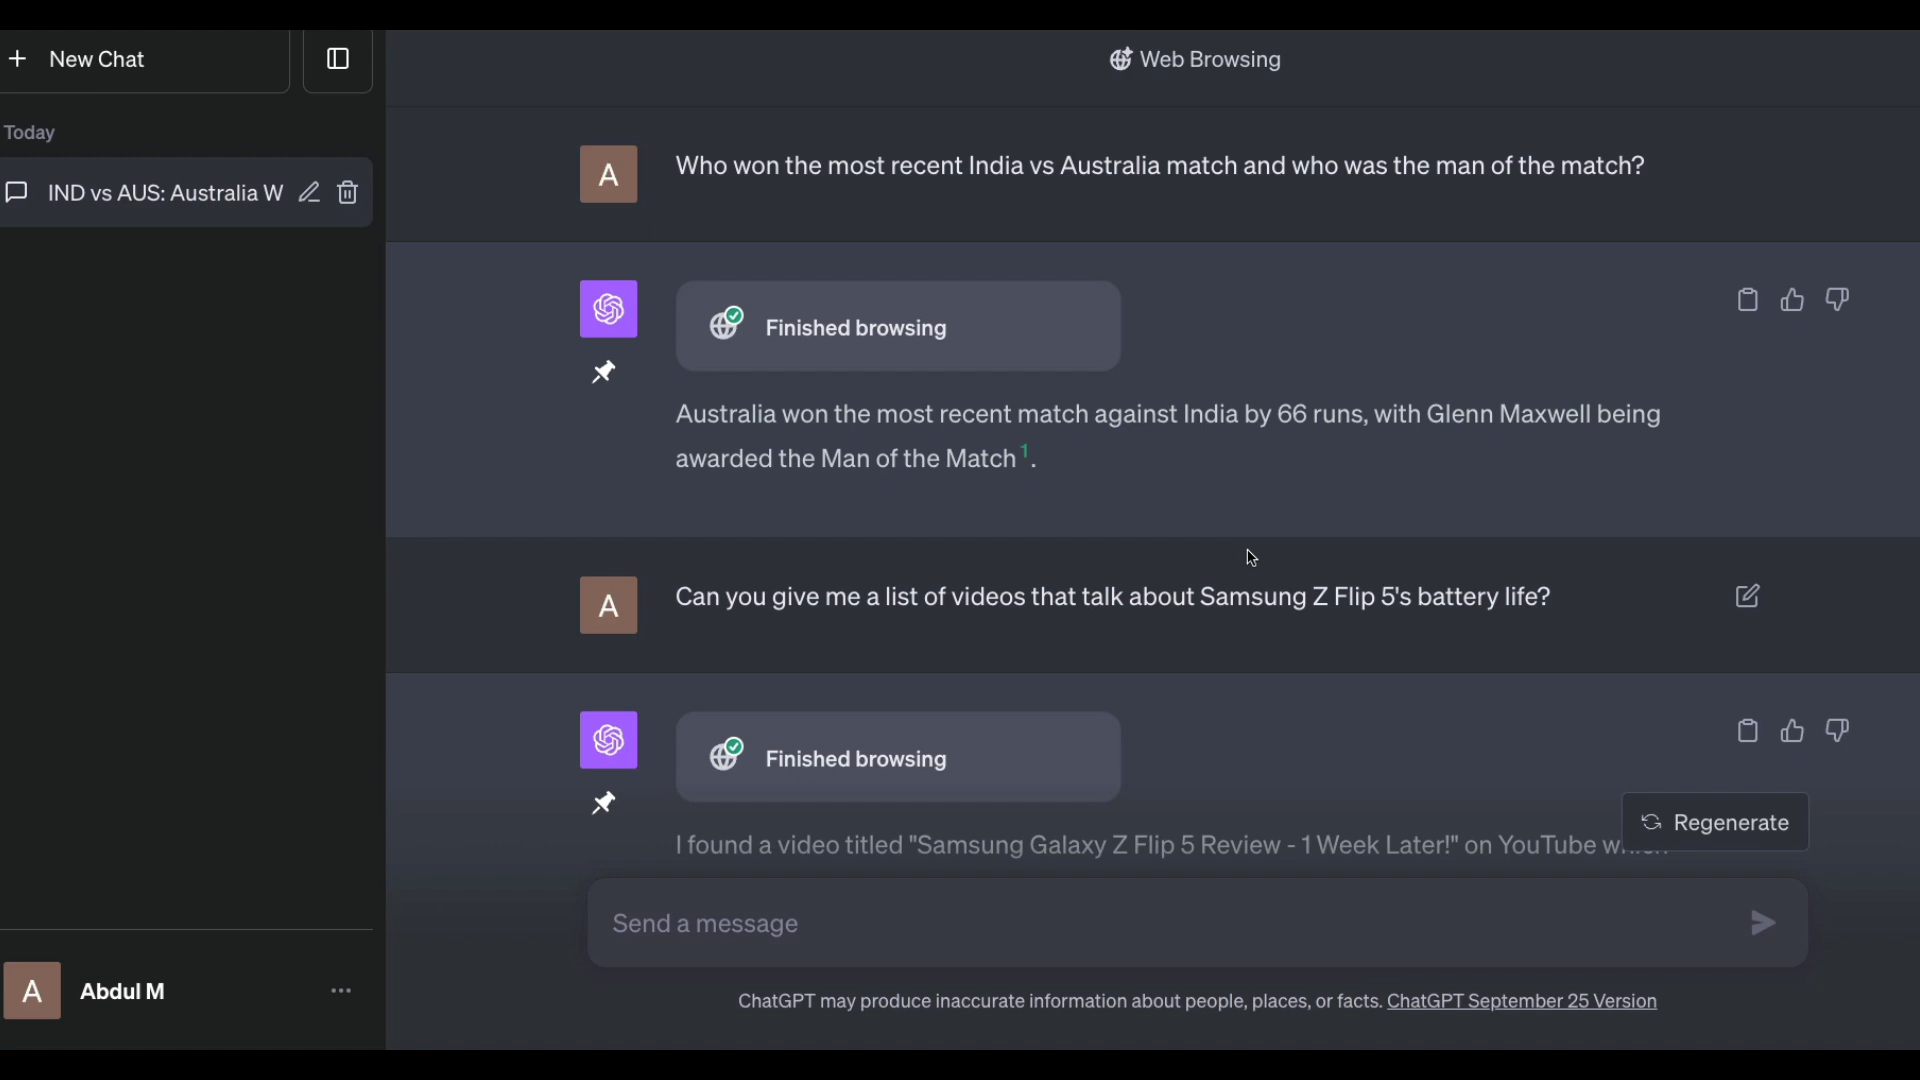 New Chat
Today
IND vs AUS: Australia W
Web Browsing
A
Who won the most recent India vs Australia match and who was the man of the match?
Finished browsing
Australia won the most recent match against India by 66 runs, with Glenn Maxwell being
awarded the Man of the Match 1.
A
Can you give me a list of videos that talk about Samsung Z Flip 5's battery life?
Finished browsing
I found a video titled "Samsung Galaxy Z Flip 5 Review - 1 Week Later!" on YouTube
Regenerate
Send a message
ChatGPT may produce inaccurate information about people, places, or facts. ChatGPT September 25 Version
A
Abdul M